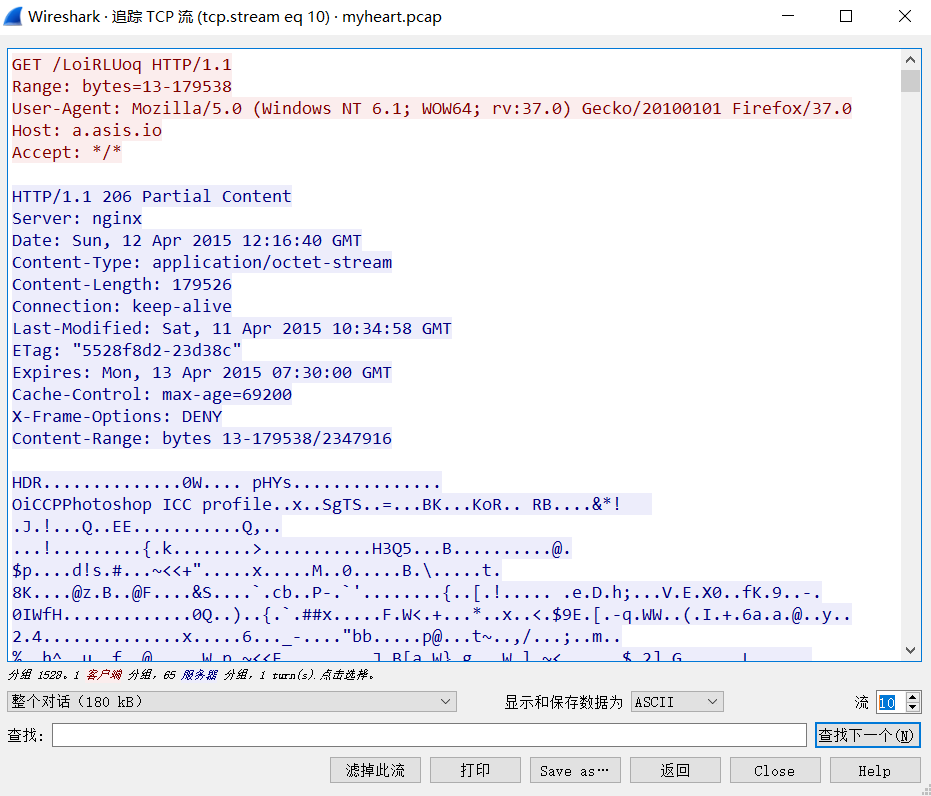 Wireshark · 追踪 TCP 流 (tcp.stream eq 10) · myheart.pcap
GET /LoiRLUoq HTTP/1.1
Range: bytes=13-179538
User-Agent: Mozilla/5.0 (Windows NT 6.1; WOW64; rv:37.0) Gecko/20100101 Firefox/37.0
Host: a.asis.io
Accept: */*
HTTP/1.1 206 Partial Content
Server: nginx
Date: Sun, 12 Apr 2015 12:16:40 GMT
Content-Type: application/octet-stream
Content-Length: 179526
Connection: keep-alive
Last-Modified: Sat, 11 Apr 2015 10:34:58 GMT
ETag: "5528f8d2-23d38c"
Expires: Mon, 13 Apr 2015 07:30:00 GMT
Cache-Control: max-age=69200
X-Frame-Options: DENY
Content-Range: bytes 13-179538/2347916
HDR..............0W.... pHYs...............
OiCCPPhotoshop ICC profile..x..SgTS..=...BK...KoR.. RB....&*!
.J.!...Q..EE...........Q,..
...!.........{.k........>...........H3Q5...B..........@.
$p....d!s.#...~<<+".....x.....M..0.....B.\.....t.
8K....@z.B..@F....&S....`.cb..P-.`'........{..[.!..... .e.D.h;...V.E.X0..fK.9..-.
0IWfH.............0Q..)..{.`.##x.....F.W<.+...*..x..<.$9E.[.-q.WW..(.I.+.6a.a.@..y..
2.4..............x.....6..._-...."bb.....p@...t~..,/...;..m..
分组 1528。1 客户端 分组，65 服务器 分组，1 turn(s).点击选择。
整个对话（180 kB）
显示和保存数据为 ASCII
流 10
查找:
查找下一个(N)
滤掉此流
打印
Save as…
返回
Close
Help